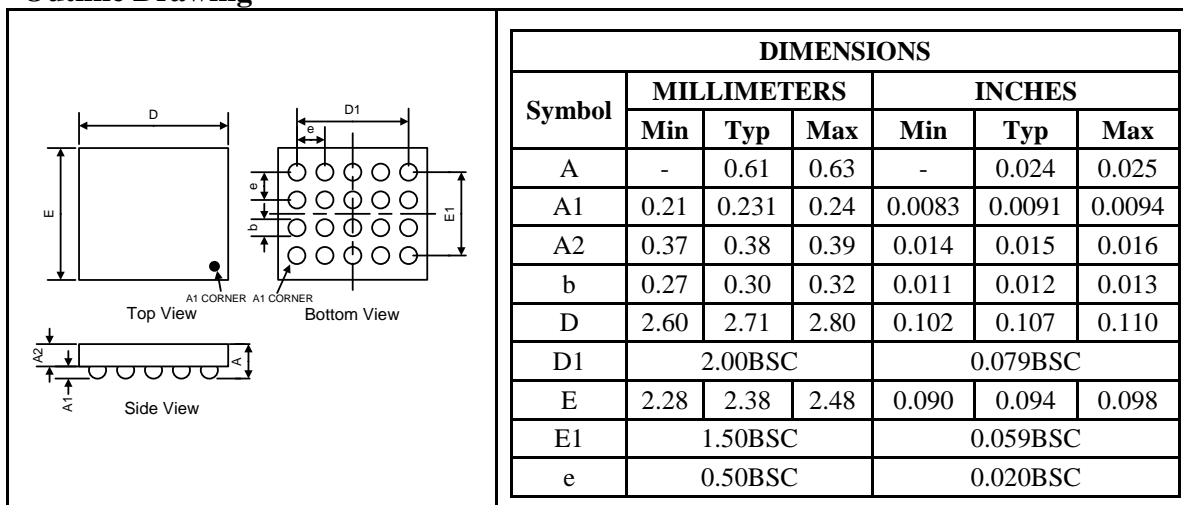 D
E
A1 CORNER
Top View
D1
e
e
b
E1
A1 CORNER
Bottom View
A2
A1
A
Side View
DIMENSIONS
Symbol MILLIMETERS INCHES
Min Typ Max Min Typ Max
A - 0.61 0.63 - 0.024 0.025
A1 0.21 0.231 0.24 0.0083 0.0091 0.0094
A2 0.37 0.38 0.39 0.014 0.015 0.016
b 0.27 0.30 0.32 0.011 0.012 0.013
D 2.60 2.71 2.80 0.102 0.107 0.110
D1 2.00BSC 0.079BSC
E 2.28 2.38 2.48 0.090 0.094 0.098
E1 1.50BSC 0.059BSC
e 0.50BSC 0.020BSC